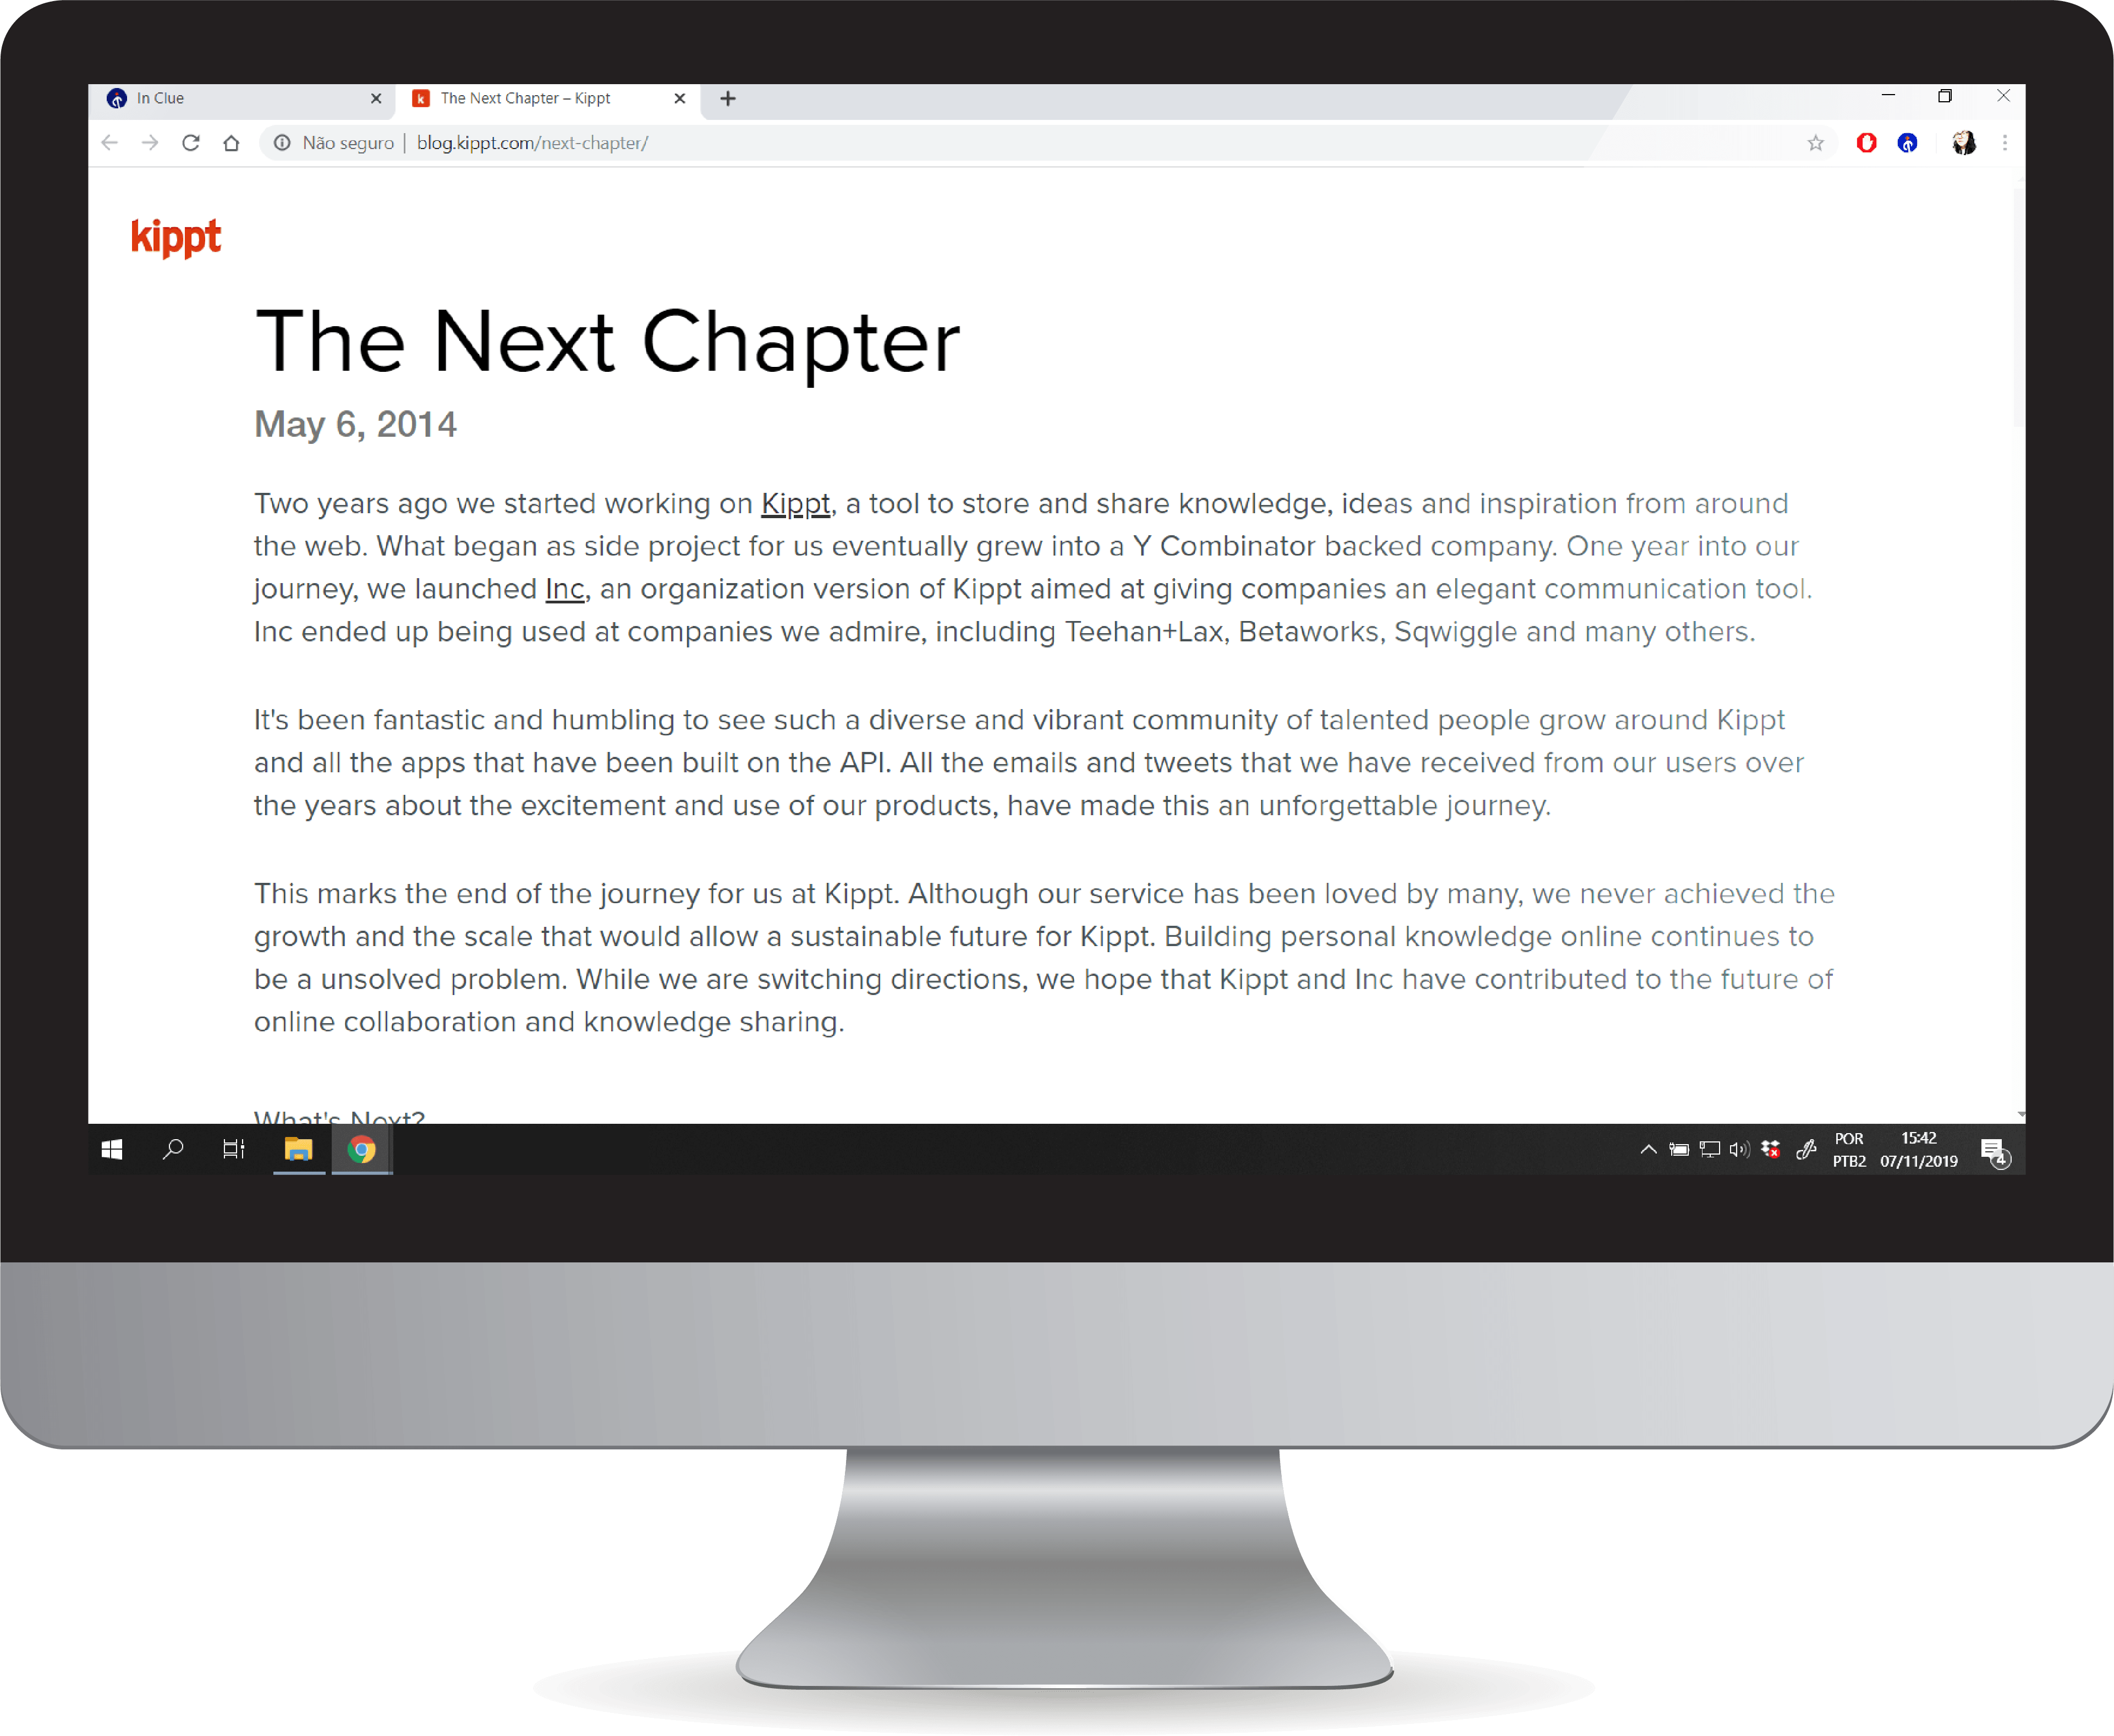 In Clue
The Next Chapter – Kippt
Não seguro | blog.kippt.com/next-chapter/
kippt
The Next Chapter
May 6, 2014
Two years ago we started working on Kippt, a tool to store and share knowledge, ideas and inspiration from around
the web. What began as side project for us eventually grew into a Y Combinator backed company. One year into our
journey, we launched Inc, an organization version of Kippt aimed at giving companies an elegant communication tool.
Inc ended up being used at companies we admire, including Teehan+Lax, Betaworks, Sqwiggle and many others.
It's been fantastic and humbling to see such a diverse and vibrant community of talented people grow around Kippt
and all the apps that have been built on the API. All the emails and tweets that we have received from our users over
the years about the excitement and use of our products, have made this an unforgettable journey.
This marks the end of the journey for us at Kippt. Although our service has been loved by many, we never achieved the
growth and the scale that would allow a sustainable future for Kippt. Building personal knowledge online continues to
be a unsolved problem. While we are switching directions, we hope that Kippt and Inc have contributed to the future of
online collaboration and knowledge sharing.
What's Next?
POR 15:42
PTB2 07/11/2019 4